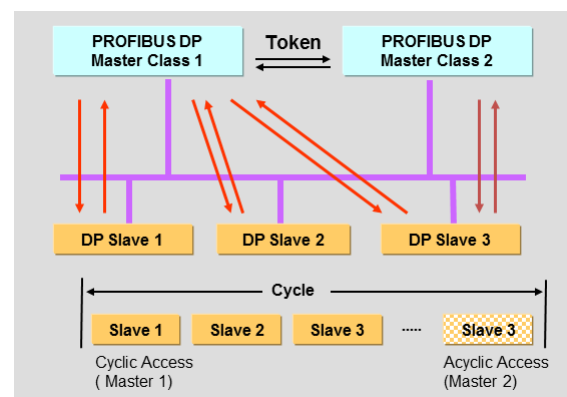 PROFIBUS DP
Master Class 1
Token
PROFIBUS DP
Master Class 2
DP Slave 1
DP Slave 2
DP Slave 3
Cycle
Slave 1
Slave 2
Slave 3
.....
Slave 3
Cyclic Access
( Master 1)
Acyclic Access
(Master 2)